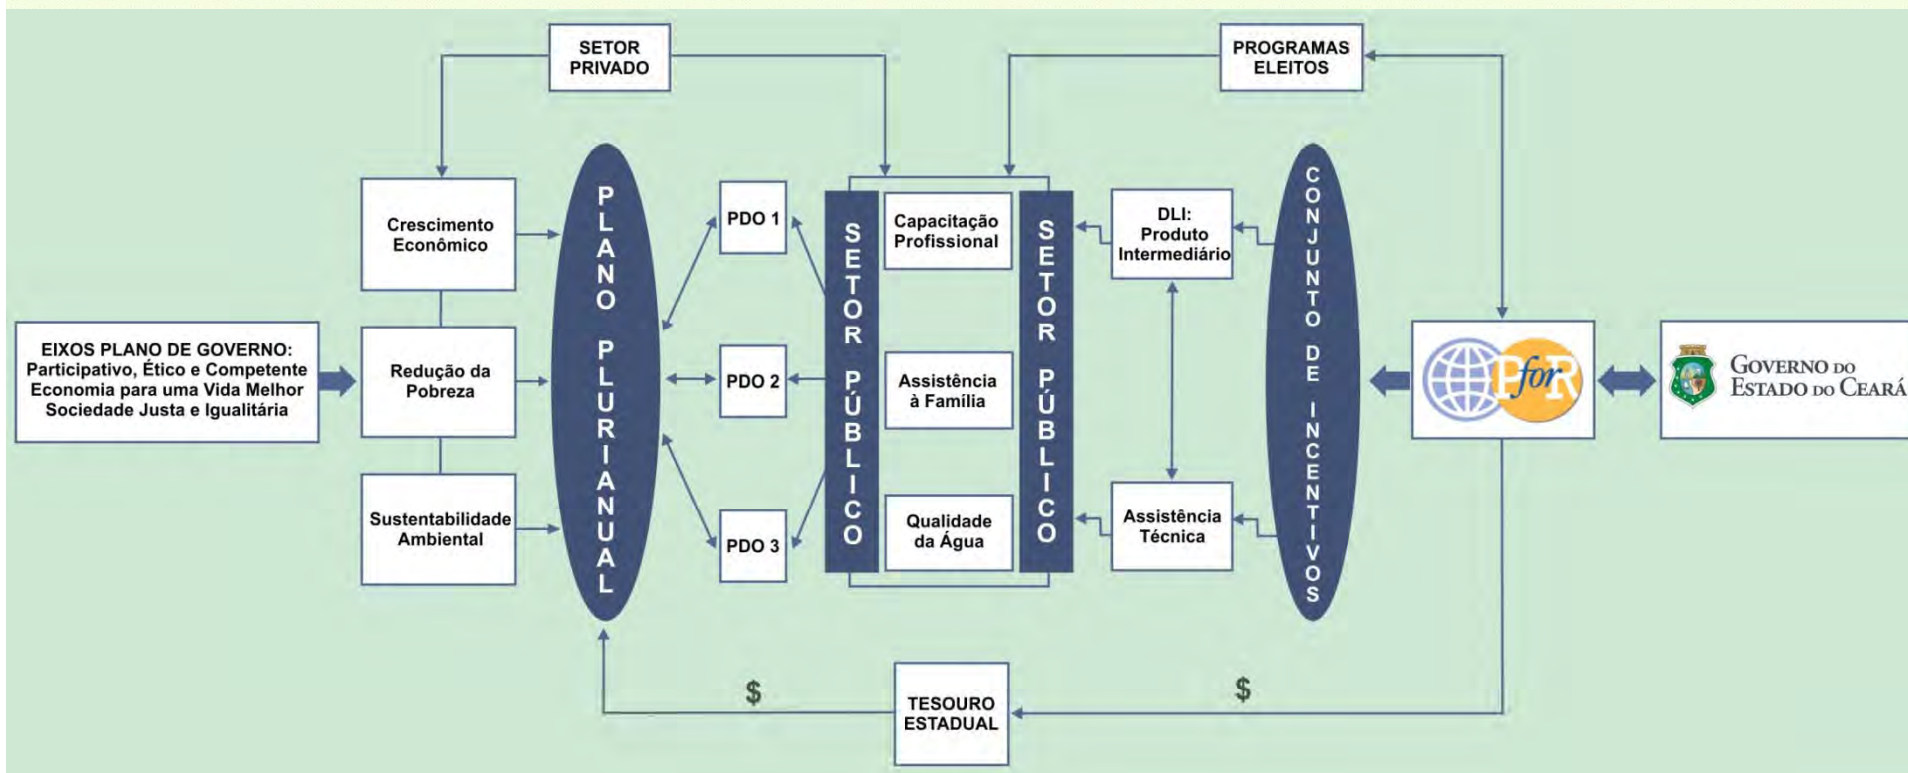 SETOR
PRIVADO
PROGRAMAS
ELEITOS
EIXOS PLANO DE GOVERNO:
Participativo, Ético e Competente
Economia para uma Vida Melhor
Sociedade Justa e Igualitária
Crescimento
Econômico
Redução da
Pobreza
Sustentabilidade
Ambiental
PLANO PLURIANUAL
PDO 1
PDO 2
PDO 3
SETOR PÚBLICO
Capacitação
Profissional
Assistência
à Família
Qualidade
da Água
SETOR PÚBLICO
DLI:
Produto
Intermediário
Assistência
Técnica
CONJUNTO DE INCENTIVOS
PforR
GOVERNO DO
ESTADO DO CEARÁ
$
TESOURO
ESTADUAL
$